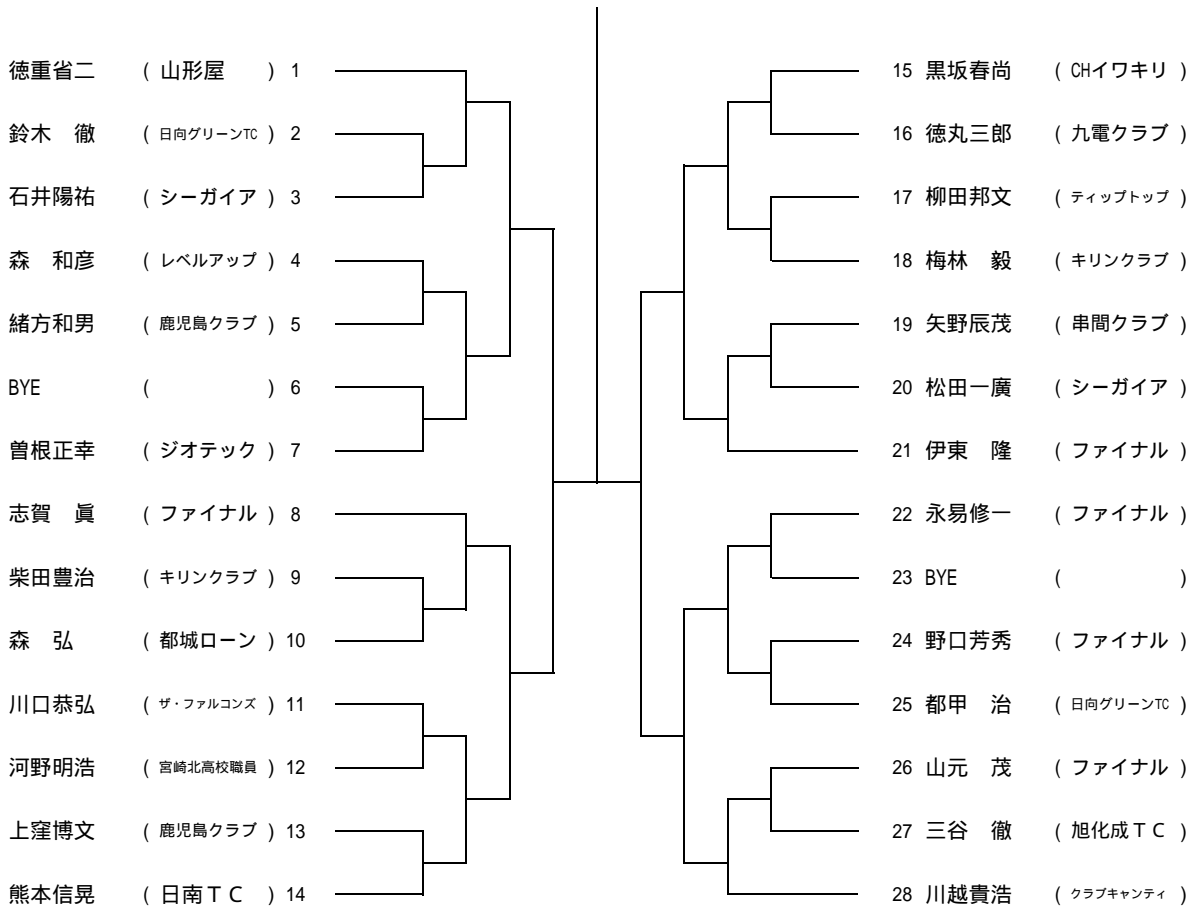 徳重省二 ( 山形屋 ) 1
鈴木 徹 ( 日向グリーンTC ) 2
石井陽祐 ( シーガイア ) 3
森 和彦 ( レベルアップ ) 4
緒方和男 ( 鹿児島クラブ ) 5
BYE ( ) 6
曽根正幸 ( ジオテック ) 7
志賀 眞 ( ファイナル ) 8
柴田豊治 ( キリンクラブ ) 9
森 弘 ( 都城ローン ) 10
川口恭弘 ( ザ・ファルコンズ ) 11
河野明浩 ( 宮崎北高校職員 ) 12
上窪博文 ( 鹿児島クラブ ) 13
熊本信晃 ( 日南TC ) 14
15 黒坂春尚 ( CHイワキリ )
16 徳丸三郎 ( 九電クラブ )
17 柳田邦文 ( ティップトップ )
18 梅林 毅 ( キリンクラブ )
19 矢野辰茂 ( 串間クラブ )
20 松田一廣 ( シーガイア )
21 伊東 隆 ( ファイナル )
22 永易修一 ( ファイナル )
23 BYE ( )
24 野口芳秀 ( ファイナル )
25 都甲 治 ( 日向グリーンTC )
26 山元 茂 ( ファイナル )
27 三谷 徹 ( 旭化成TC )
28 川越貴浩 ( クラブキャンティ )